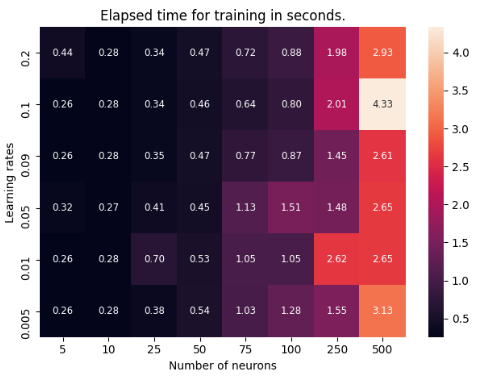 Elapsed time for training in seconds.
Learning rates
0.2 0.44 0.28 0.34 0.47 0.72 0.88 1.98 2.93
0.1 0.26 0.28 0.34 0.46 0.64 0.80 2.01 4.33
0.09 0.26 0.28 0.35 0.47 0.77 0.87 1.45 2.61
0.05 0.32 0.27 0.41 0.45 1.13 1.51 1.48 2.65
0.01 0.26 0.28 0.70 0.53 1.05 1.05 2.62 2.65
0.005 0.26 0.28 0.38 0.54 1.03 1.28 1.55 3.13
5 10 25 50 75 100 250 500
Number of neurons
4.0
3.5
3.0
2.5
2.0
1.5
1.0
0.5